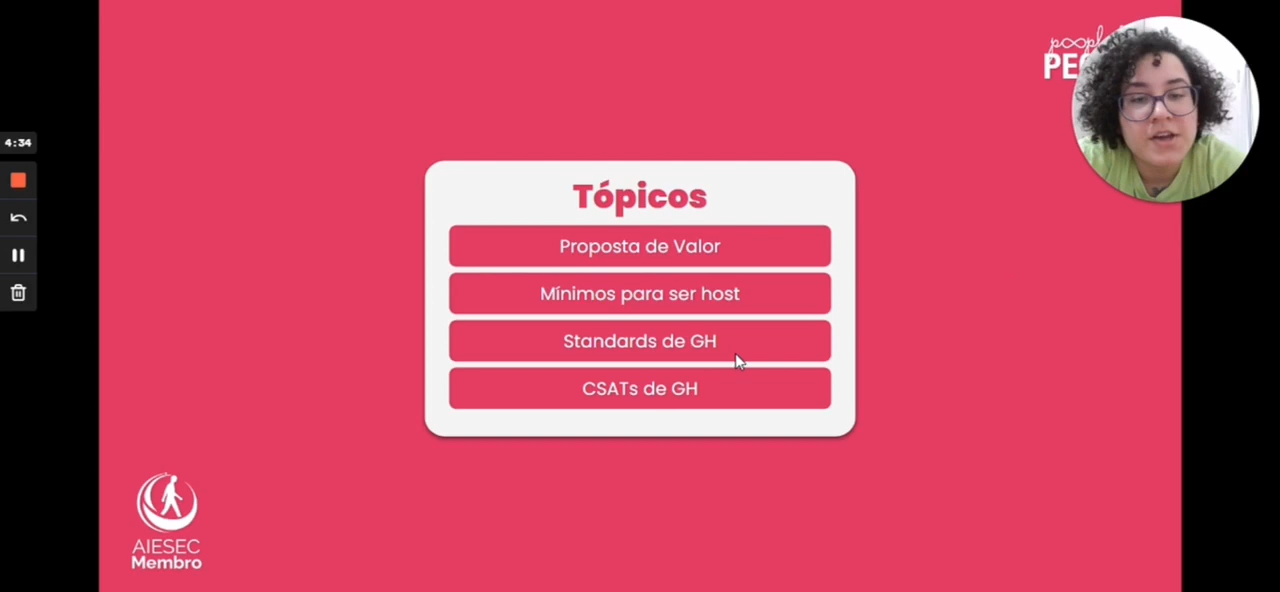 4:34
Tópicos
Proposta de Valor
Mínimos para ser host
Standards de GH
CSATs de GH
AIESEC
Membro